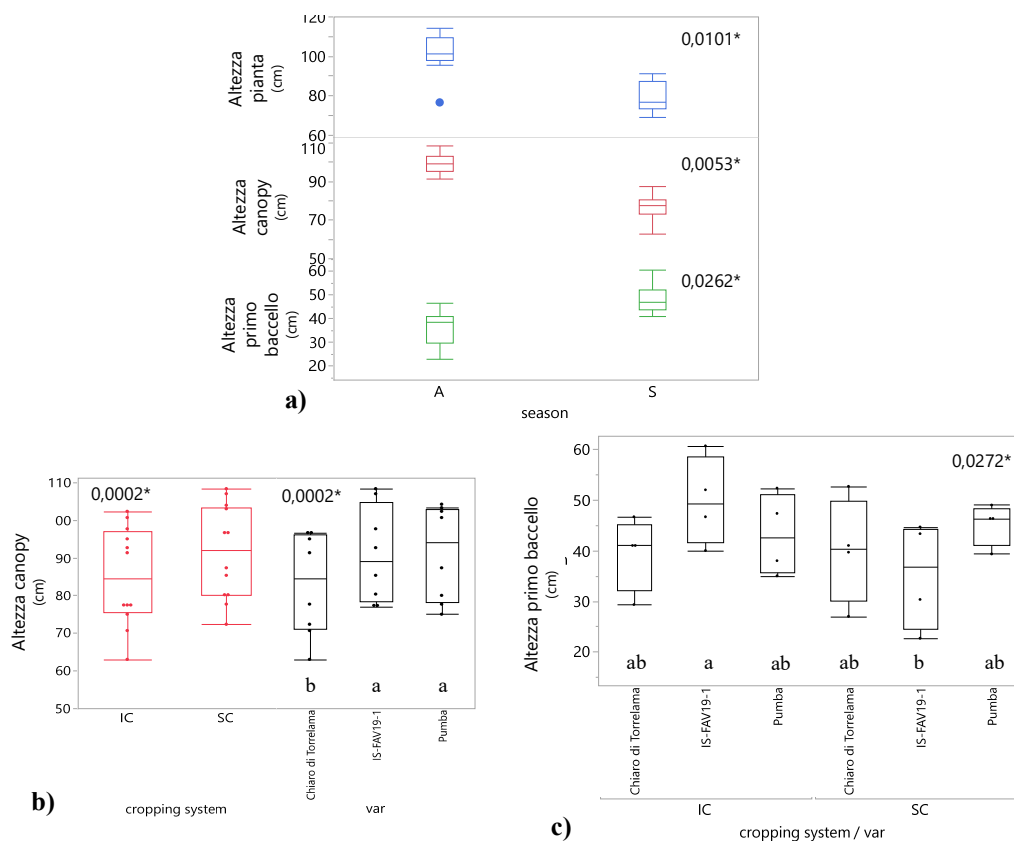 120
100
80
60
Altezza
pianta
(cm)
0,0101*
110
90
70
50
Altezza
canopy
(cm)
0,0053*
60
50
40
30
20
Altezza
primo
baccello
(cm)
0,0262*
A S
season
a)
110
00
90
80
70
60
50
Altezza canopy
(cm)
0,0002* 0,0002*
b a a
IC SC Chiaro di Torrelama IS-FAV19-1 Pumba
cropping system var
b)
60
50
40
30
20
Altezza primo baccello
(cm)
0,0272*
ab a ab ab b ab
Chiaro di Torrelama IS-FAV19-1 Pumba Chiaro di Torrelama IS-FAV19-1 Pumba
IC SC
cropping system / var
c)